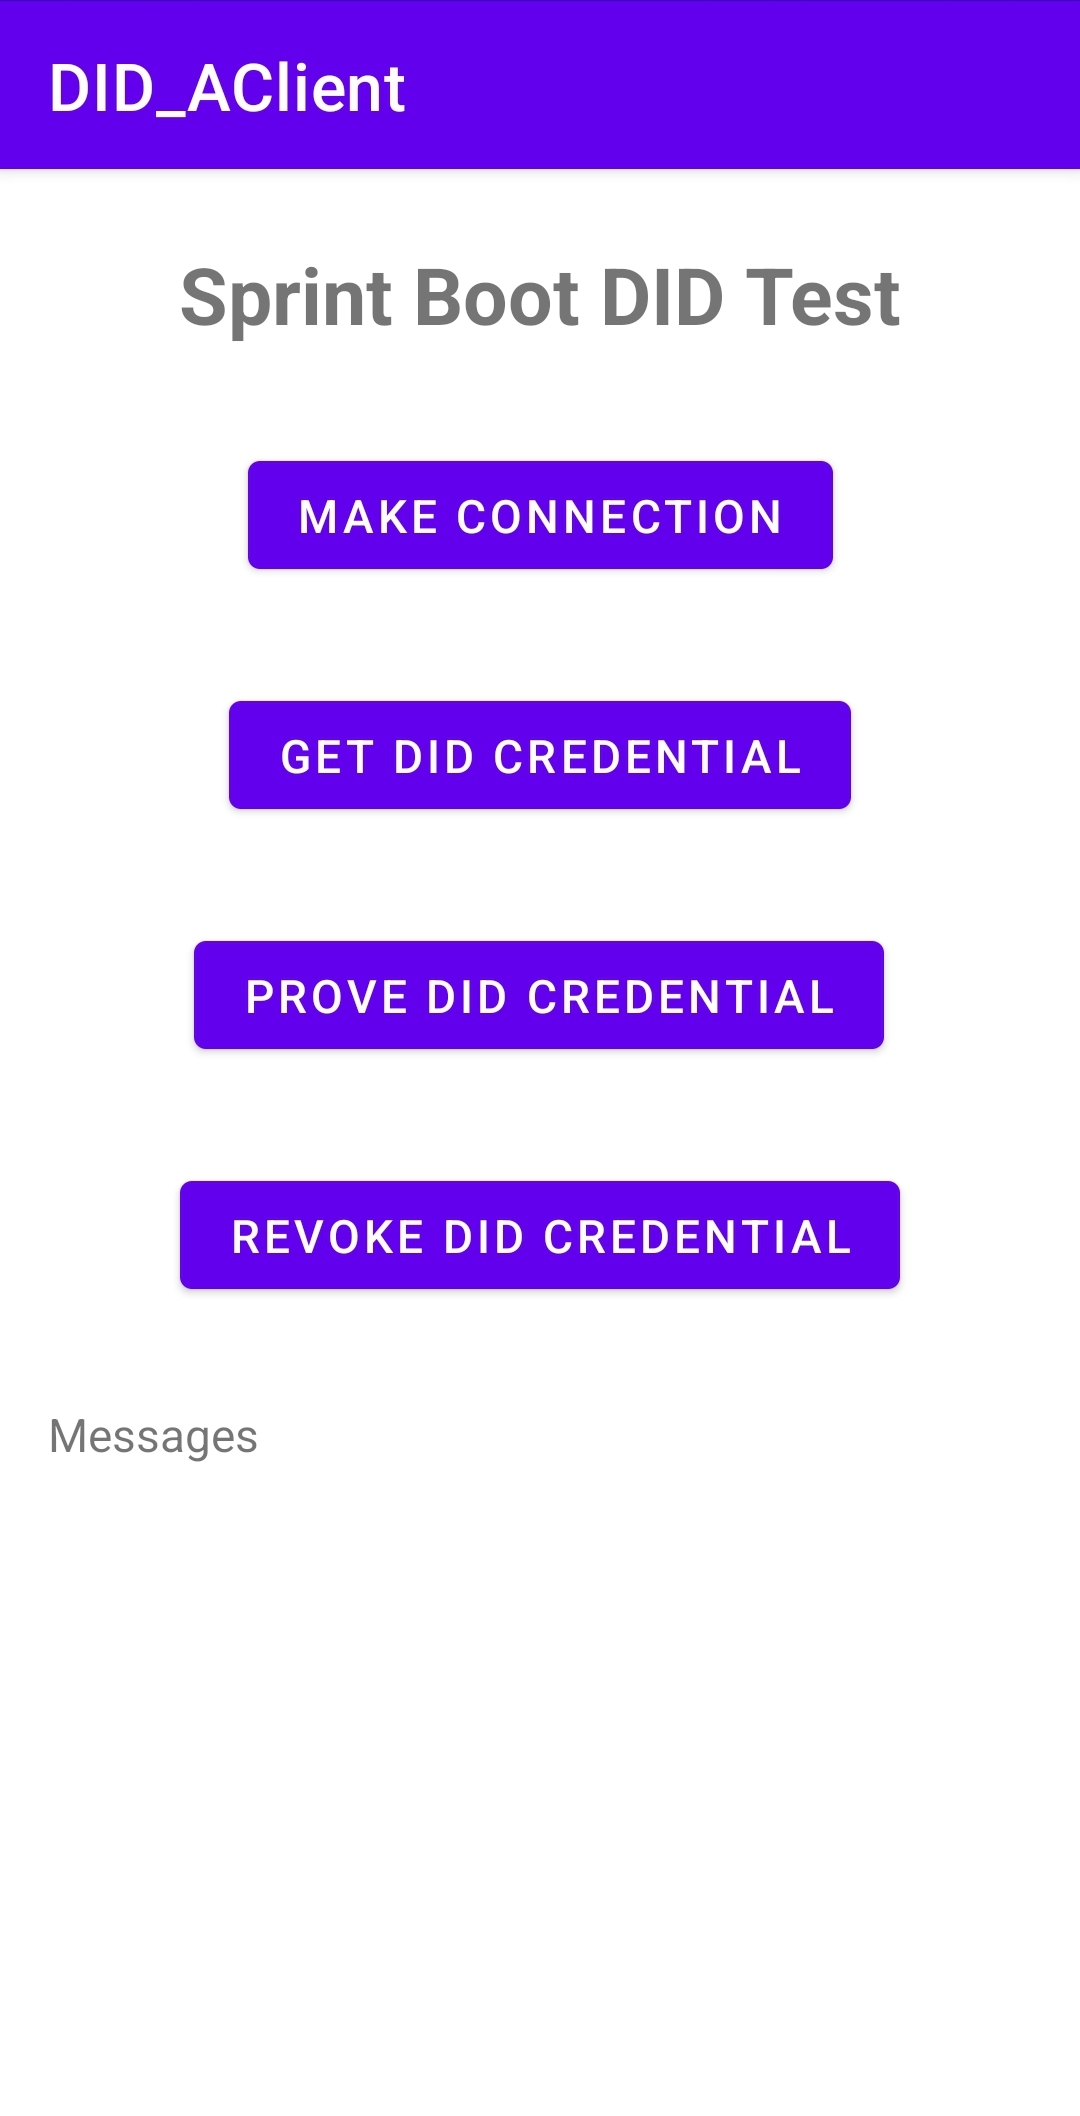 DID_AClient
Sprint Boot DID Test
MAKE CONNECTION
GET DID CREDENTIAL
PROVE DID CREDENTIAL
REVOKE DID CREDENTIAL
Messages